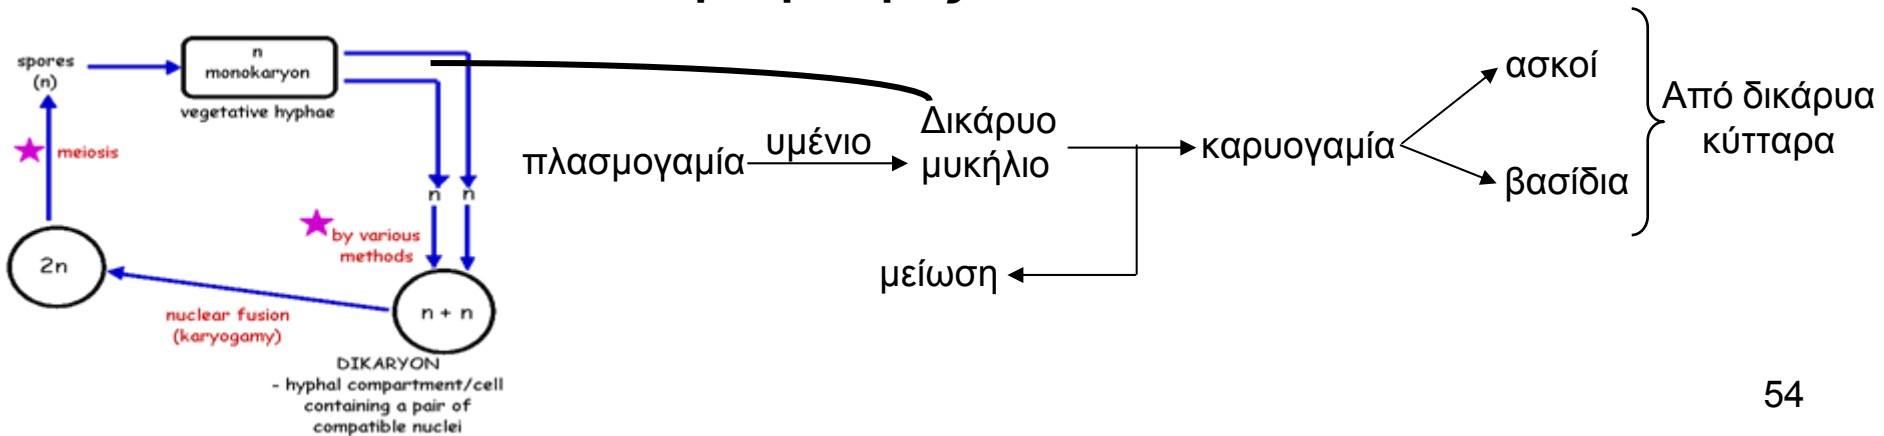 spores
(n)
n
monokaryon
vegetative hyphae
meiosis
n n
by various
methods
2n
n + n
nuclear fusion
(karyogamy)
DIKARYON
- hyphal compartment/cell
containing a pair of
compatible nuclei
πλασμογαμία
υμένιο
Δικάρυο
μυκήλιο
καρυογαμία
μείωση
ασκοί
βασίδια
Από δικάρυα
κύτταρα
54